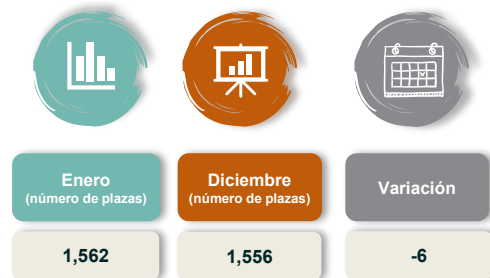 Enero
(número de plazas)
Diciembre
(número de plazas)
Variación
1,562
1,556
-6